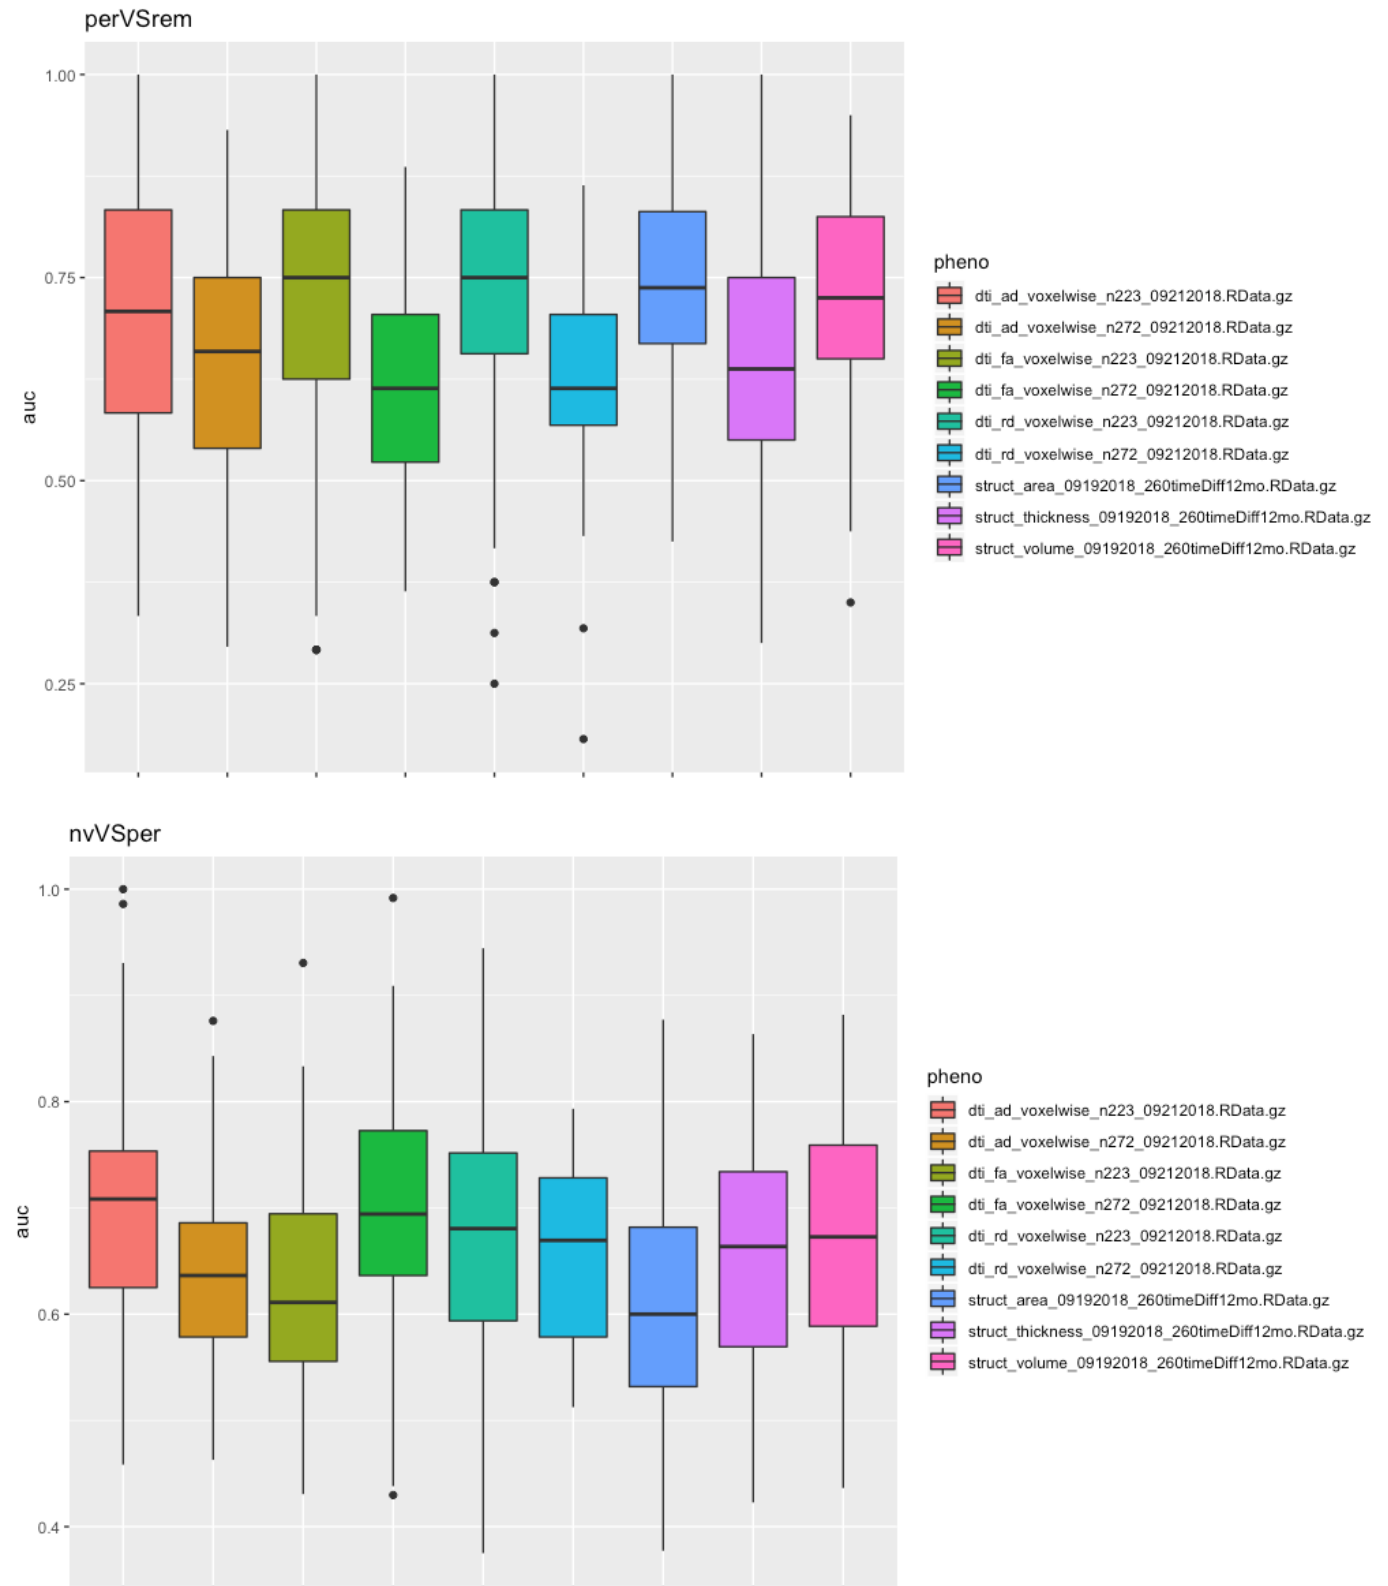 perVSrem
1.00
0.75
0.50
0.25
auc
pheno
dti_ad_voxelwise_n223_09212018.RData.gz
dti_ad_voxelwise_n272_09212018.RData.gz
dti_fa_voxelwise_n223_09212018.RData.gz
dti_fa_voxelwise_n272_09212018.RData.gz
dti_rd_voxelwise_n223_09212018.RData.gz
dti_rd_voxelwise_n272_09212018.RData.gz
struct_area_09192018_260timeDiff12mo.RData.gz
struct_thickness_09192018_260timeDiff12mo.RData.gz
struct_volume_09192018_260timeDiff12mo.RData.gz
nvVSper
1.0
0.8
0.6
0.4
auc
pheno
dti_ad_voxelwise_n223_09212018.RData.gz
dti_ad_voxelwise_n272_09212018.RData.gz
dti_fa_voxelwise_n223_09212018.RData.gz
dti_fa_voxelwise_n272_09212018.RData.gz
dti_rd_voxelwise_n223_09212018.RData.gz
dti_rd_voxelwise_n272_09212018.RData.gz
struct_area_09192018_260timeDiff12mo.RData.gz
struct_thickness_09192018_260timeDiff12mo.RData.gz
struct_volume_09192018_260timeDiff12mo.RData.gz